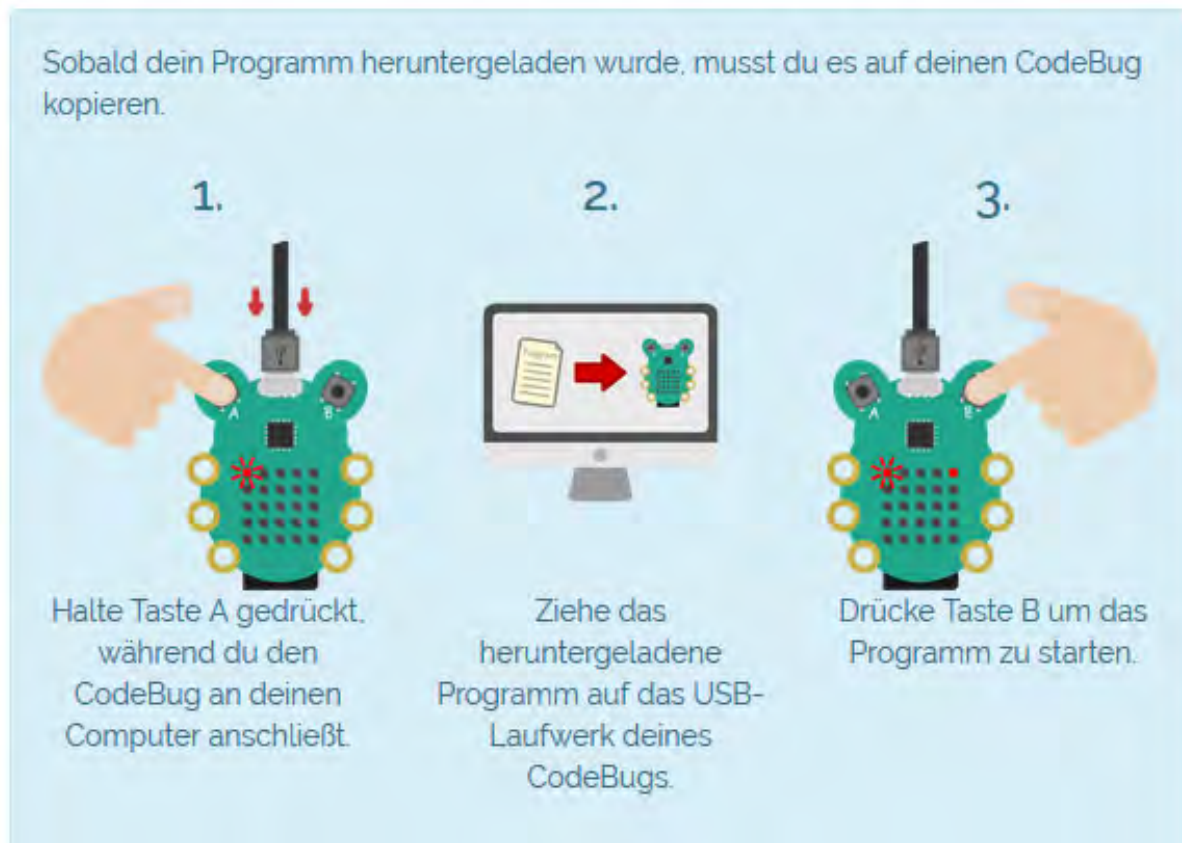 Sobald dein Programm heruntergeladen wurde, musst du es auf deinen CodeBug
kopieren.
1.
A
B
Halte Taste A gedrückt,
während du den
CodeBug an deinen
Computer anschließt.
2.
Program
Ziehe das
heruntergeladene
Programm auf das USB-
Laufwerk deines
CodeBugs.
3.
A
B
Drücke Taste B um das
Programm zu starten.